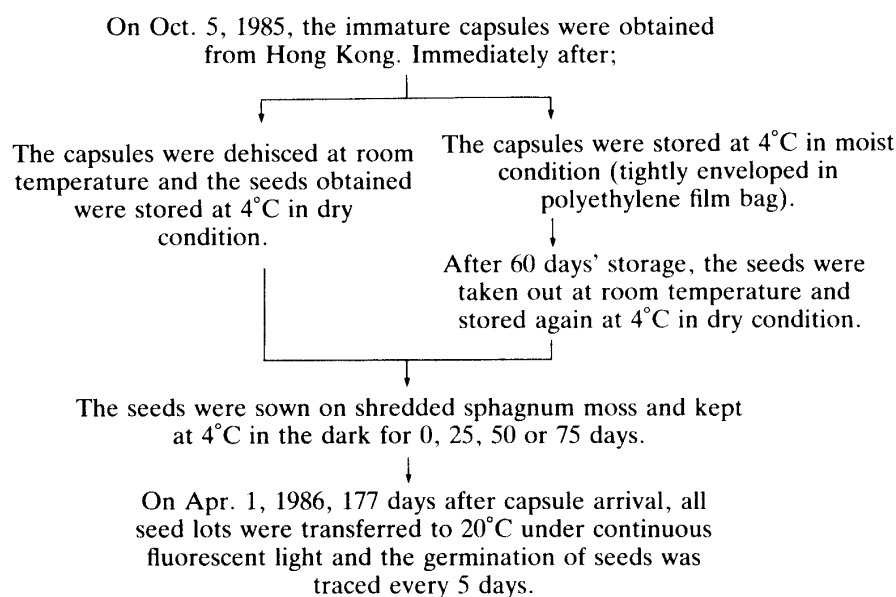 On Oct. 5, 1985, the immature capsules were obtained
from Hong Kong. Immediately after;
The capsules were dehisced at room
temperature and the seeds obtained
were stored at 4°C in dry
condition.
The capsules were stored at 4°C in moist
condition (tightly enveloped in
polyethylene film bag).
After 60 days' storage, the seeds were
taken out at room temperature and
stored again at 4°C in dry condition.
The seeds were sown on shredded sphagnum moss and kept
at 4°C in the dark for 0, 25, 50 or 75 days.
On Apr. 1, 1986, 177 days after capsule arrival, all
seed lots were transferred to 20°C under continuous
fluorescent light and the germination of seeds was
traced every 5 days.